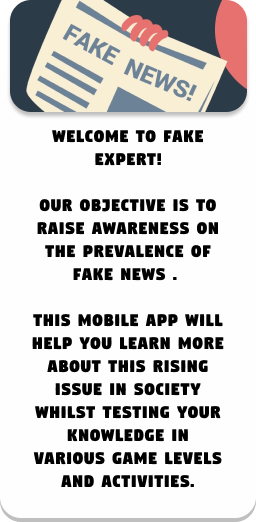 FAKE NEWS!
WELCOME TO FAKE
EXPERT!
OUR OBJECTIVE IS TO
RAISE AWARENESS ON
THE PREVALENCE OF
FAKE NEWS .
THIS MOBILE APP WILL
HELP YOU LEARN MORE
ABOUT THIS RISING
ISSUE IN SOCIETY
WHILST TESTING YOUR
KNOWLEDGE IN
VARIOUS GAME LEVELS
AND ACTIVITIES.